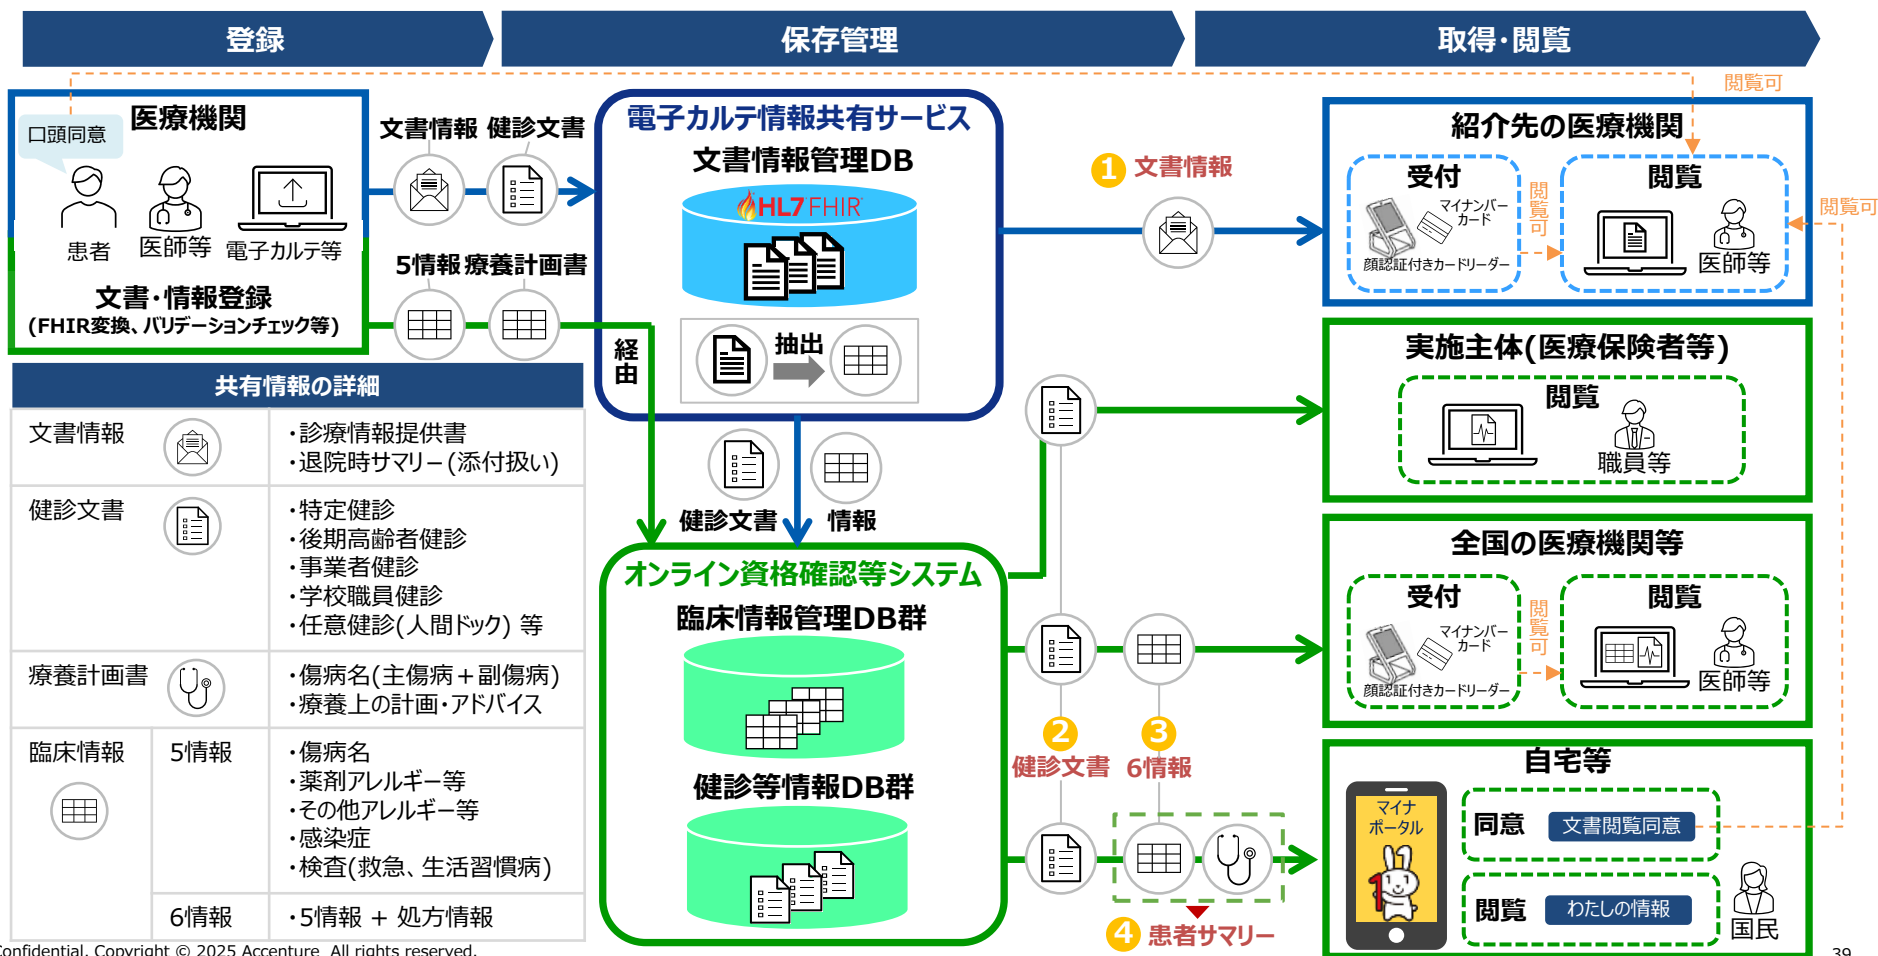 登録
保存管理
取得・閲覧
閲覧可
医療機関
口頭同意
患者
医師等
電子カルテ等
文書・情報登録
(FHIR変換、バリデーションチェック等)
文書情報
健診文書
5情報
療養計画書
経由
電子カルテ情報共有サービス
文書情報管理DB
HL7 FHIR
抽出
健診文書
情報
オンライン資格確認等システム
臨床情報管理DB群
健診等情報DB群
1 文書情報
2
健診文書
3
6情報
4 患者サマリー
紹介先の医療機関
受付
マイナンバー
カード
顔認証付きカードリーダー
閲覧可
閲覧
医師等
閲覧可
実施主体(医療保険者等)
閲覧
職員等
全国の医療機関等
受付
マイナンバー
カード
顔認証付きカードリーダー
閲覧可
閲覧
医師等
自宅等
マイナ
ポータル
同意
文書閲覧同意
閲覧
わたしの情報
国民
共有情報の詳細
文書情報
・診療情報提供書
・退院時サマリー(添付扱い)
健診文書
・特定健診
・後期高齢者健診
・事業者健診
・学校職員健診
・任意健診(人間ドック) 等
療養計画書
・傷病名(主傷病＋副傷病)
・療養上の計画・アドバイス
臨床情報
5情報
・傷病名
・薬剤アレルギー等
・その他アレルギー等
・感染症
・検査(救急、生活習慣病)
6情報
・5情報 + 処方情報
Confidential. Copyright © 2025 Accenture All rights reserved.
39